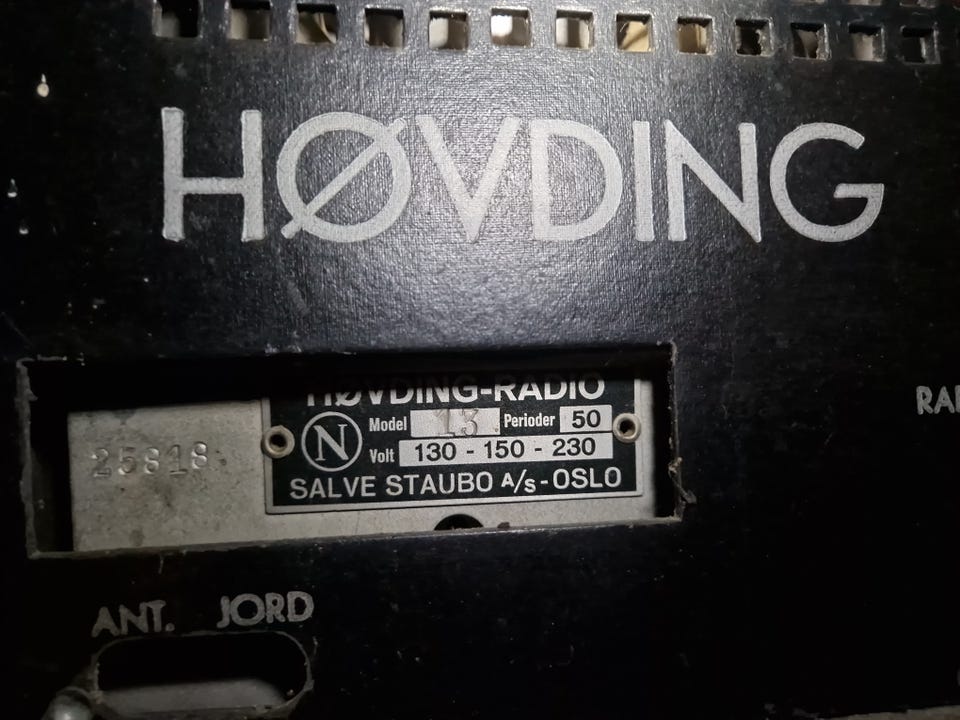 HØVDING
HØVDING-RADIO
Model 13 Perioder 50
N
Volt 130 - 150 - 230
SALVE STAUBO A/s - OSLO
25818
ANT. JORD